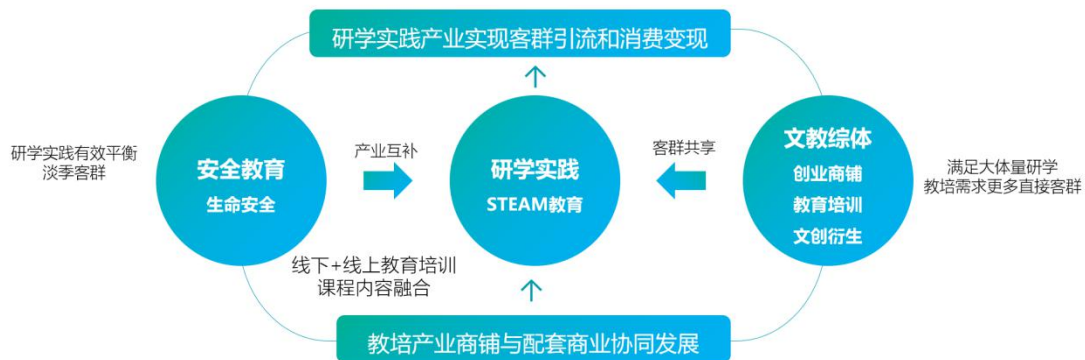 研学实践产业实现客群引流和消费变现
研学实践有效平衡
淡季客群
安全教育
生命安全
产业互补
研学实践
STEAM教育
客群共享
文教综体
创业商铺
教育培训
文创衍生
满足大体量研学
教培需求更多直接客群
线下+线上教育培训
课程内容融合
教培产业商铺与配套商业协同发展